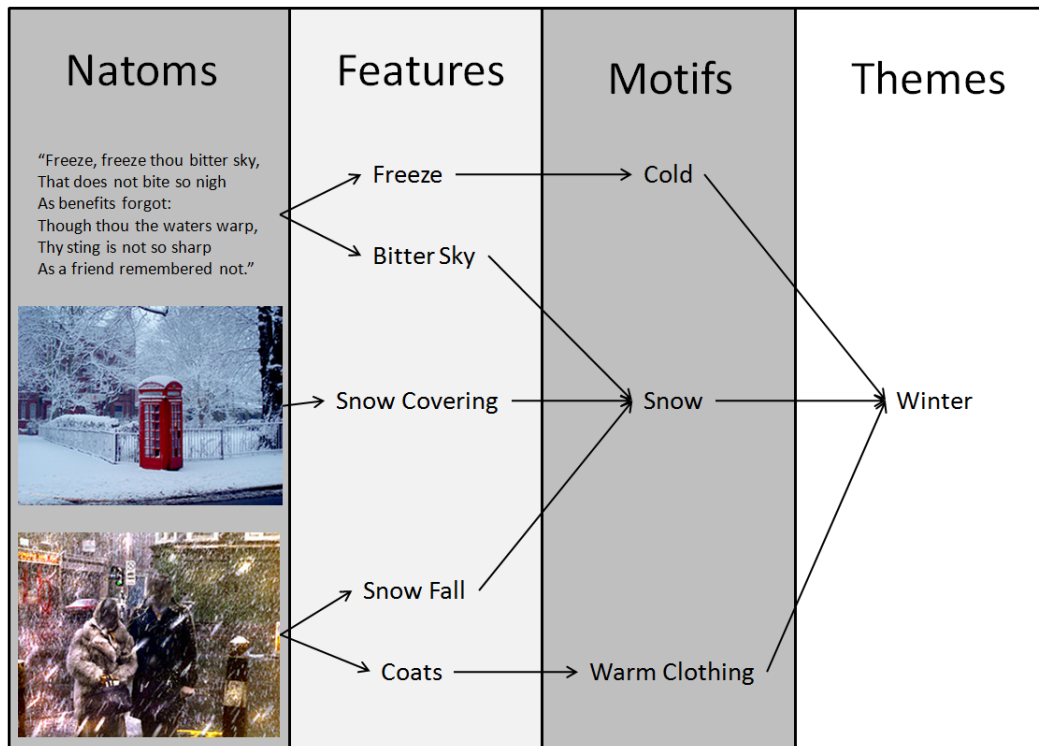 Natoms
Features
Motifs
Themes
“Freeze, freeze thou bitter sky,
That does not bite so nigh
As benefits forgot:
Though thou the waters warp,
Thy sting is not so sharp
As a friend remembered not.”
Freeze
Cold
Bitter Sky
Snow Covering
Snow
Winter
Snow Fall
Coats
Warm Clothing